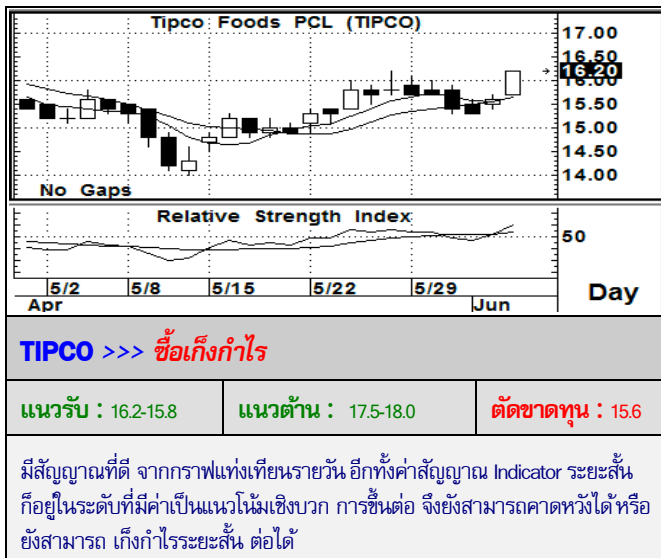 Tipco Foods PCL (TIPCO)
17.00
16.50
16.20
16.00
15.50
15.00
14.50
14.00
No Gaps
Relative Strength Index
50
5/2 5/8 5/15 5/22 5/29
Apr Jun
Day
TIPCO >>> ซื้อเก็งกำไร
แนวรับ : 16.2-15.8 แนวต้าน : 17.5-18.0 ตัดขาดทุน : 15.6
มีสัญญาณที่ดี จากกราฟแท่งเทียนรายวัน อีกทั้งค่าสัญญาณ Indicator ระยะสั้น
ก็อยู่ในระดับที่มีค่าเป็นแนวโน้มเชิงบวก การขึ้นต่อ จึงยังสามารถคาดหวังได้ หรือ
ยังสามารถ เก็งกำไรระยะสั้น ต่อได้